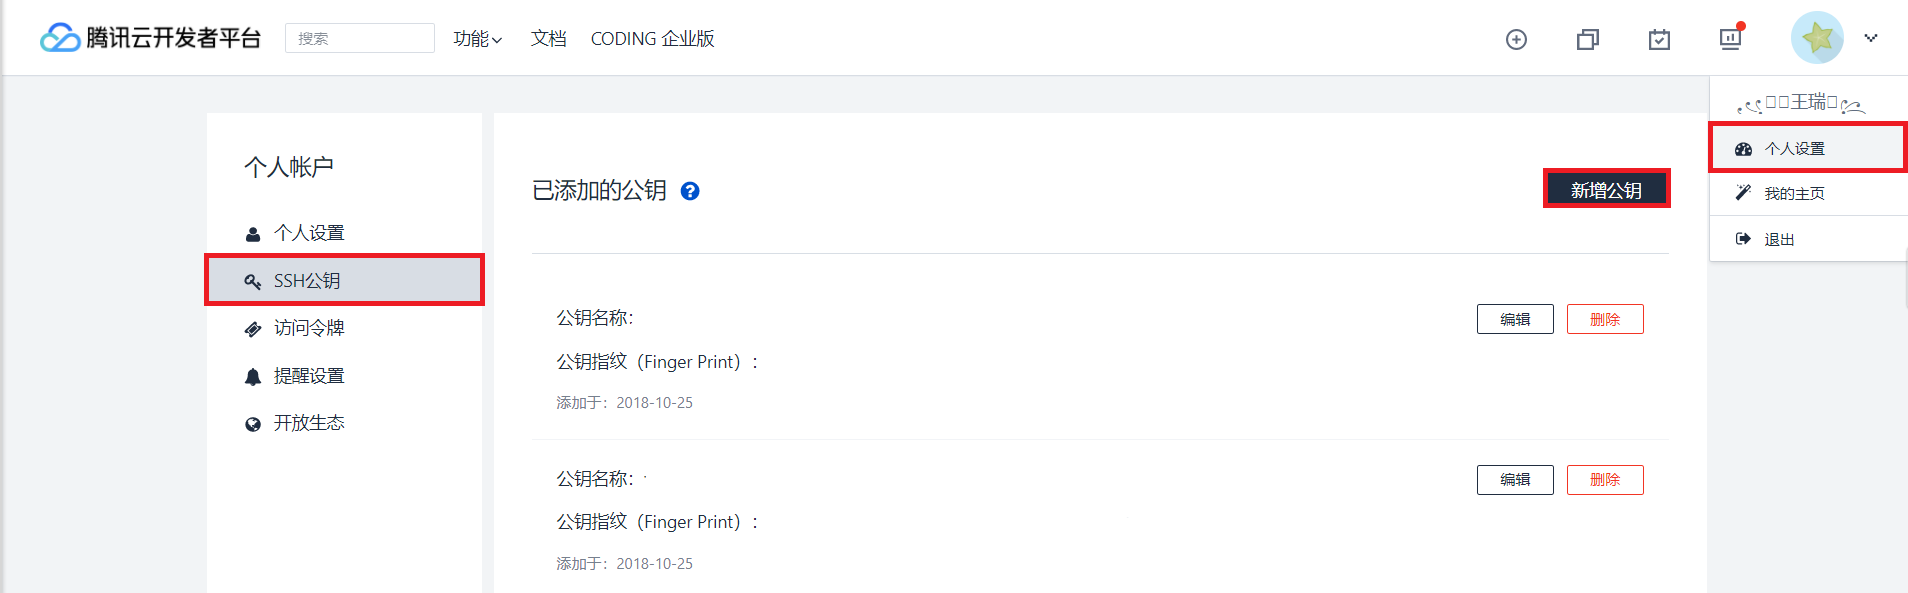 腾讯云开发者平台 搜索 功能 文档 CODING 企业版
王瑞
个人设置
我的主页
退出
个人帐户
个人设置
SSH公钥
访问令牌
提醒设置
开放生态
已添加的公钥 ? 新增公钥
公钥名称： 编辑 删除
公钥指纹（Finger Print）：
添加于：2018-10-25
公钥名称： 编辑 删除
公钥指纹（Finger Print）：
添加于：2018-10-25